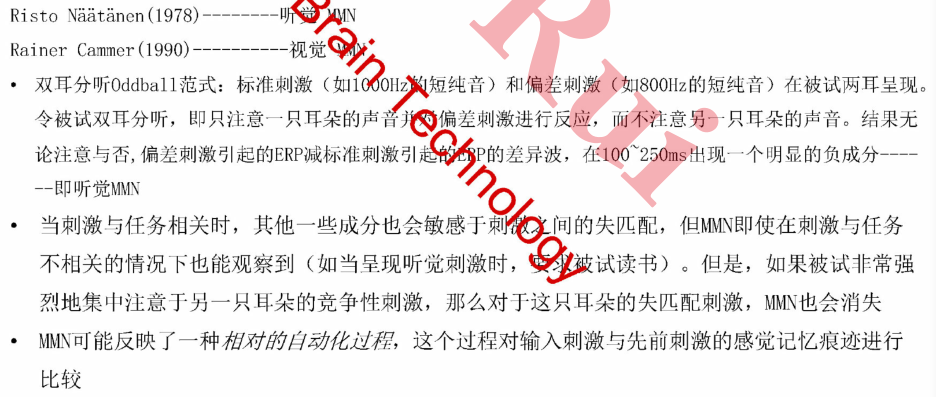 Risto Näätänen(1978)--------听觉 MMN
Rainer Cammer(1990)----------视觉 MMN
• 双耳分听Oddball范式：标准刺激（如1000Hz的短纯音）和偏差刺激（如800Hz的短纯音）在被试两耳呈现。
令被试双耳分听，即只注意一只耳朵的声音并对偏差刺激进行反应，而不注意另一只耳朵的声音。结果无
论注意与否,偏差刺激引起的ERP减标准刺激引起的ERP的差异波，在100~250ms出现一个明显的负成分-----
--即听觉MMN
• 当刺激与任务相关时，其他一些成分也会敏感于刺激之间的失匹配，但MMN即使在刺激与任务
不相关的情况下也能观察到（如当呈现听觉刺激时，要求被试读书）。但是，如果被试非常强
烈地集中注意于另一只耳朵的竞争性刺激，那么对于这只耳朵的失匹配刺激，MMN也会消失
• MMN可能反映了一种相对的自动化过程，这个过程对输入刺激与先前刺激的感觉记忆痕迹进行
比较
Brain Technology
Rui